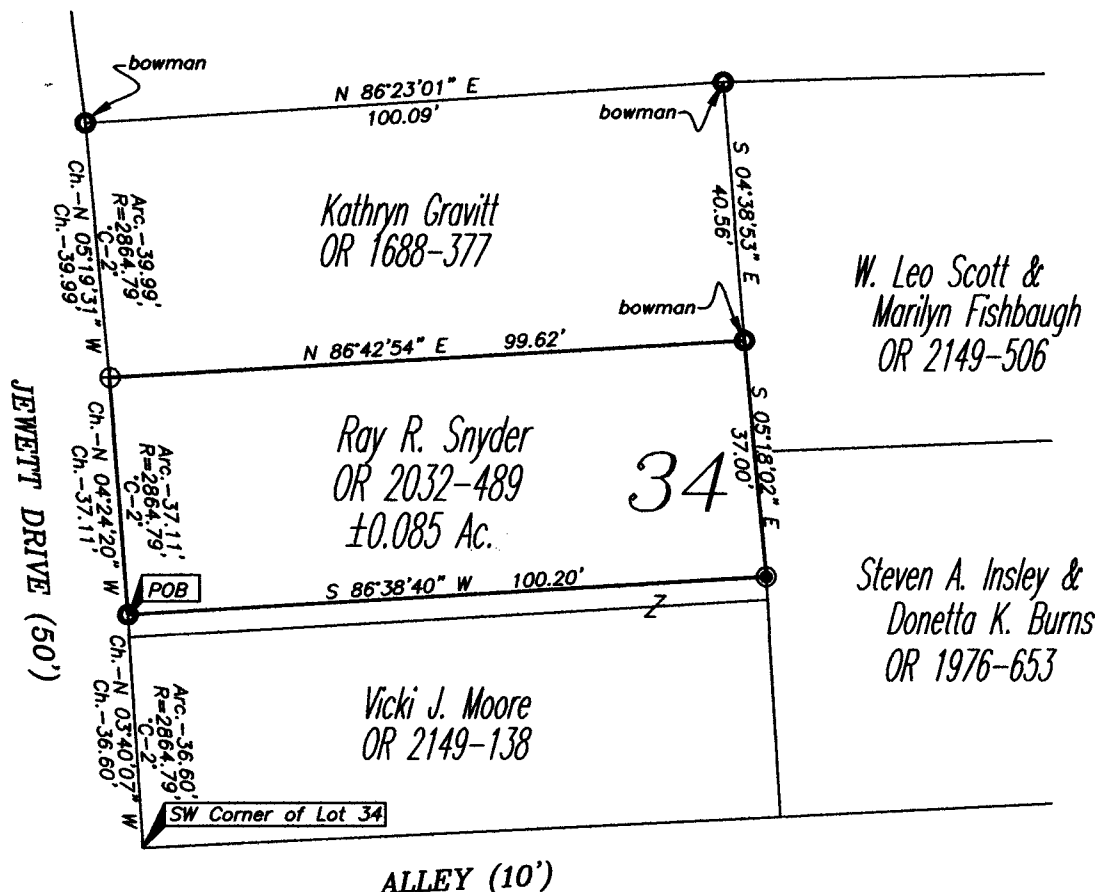 bowman
N 86°23'01" E
100.09'
bowman
S 04°38'53" E
40.56'
Arc.-39.99'
R=2864.79'
"C-2"
Ch.-N 05°19'31" W
Ch.-39.99'
Kathryn Gravitt
OR 1688-377
W. Leo Scott &
Marilyn Fishbaugh
OR 2149-506
bowman
N 86°42'54" E 99.62'
S 05°18'02" E
37.00'
JEWETT DRIVE (50')
Arc.-37.11'
R=2864.79'
"C-2"
Ch.-N 04°24'20" W
Ch.-37.11'
Ray R. Snyder
OR 2032-489
±0.085 Ac.
34
POB
S 86°38'40" W 100.20'
Z
Steven A. Insley &
Donetta K. Burns
OR 1976-653
Arc.-36.60'
R=2864.79'
"C-2"
Ch.-N 03°40'07" W
Ch.-36.60'
Vicki J. Moore
OR 2149-138
SW Corner of Lot 34
ALLEY (10')